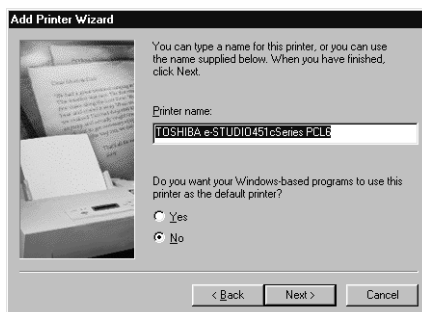 Add Printer Wizard
You can type a name for this printer, or you can use
the name supplied below. When you have finished,
click Next.
Printer name:
TOSHIBA e-STUDIO451cSeries PCL6
Do you want your Windows-based programs to use this
printer as the default printer?
Yes
No
< Back
Next >
Cancel